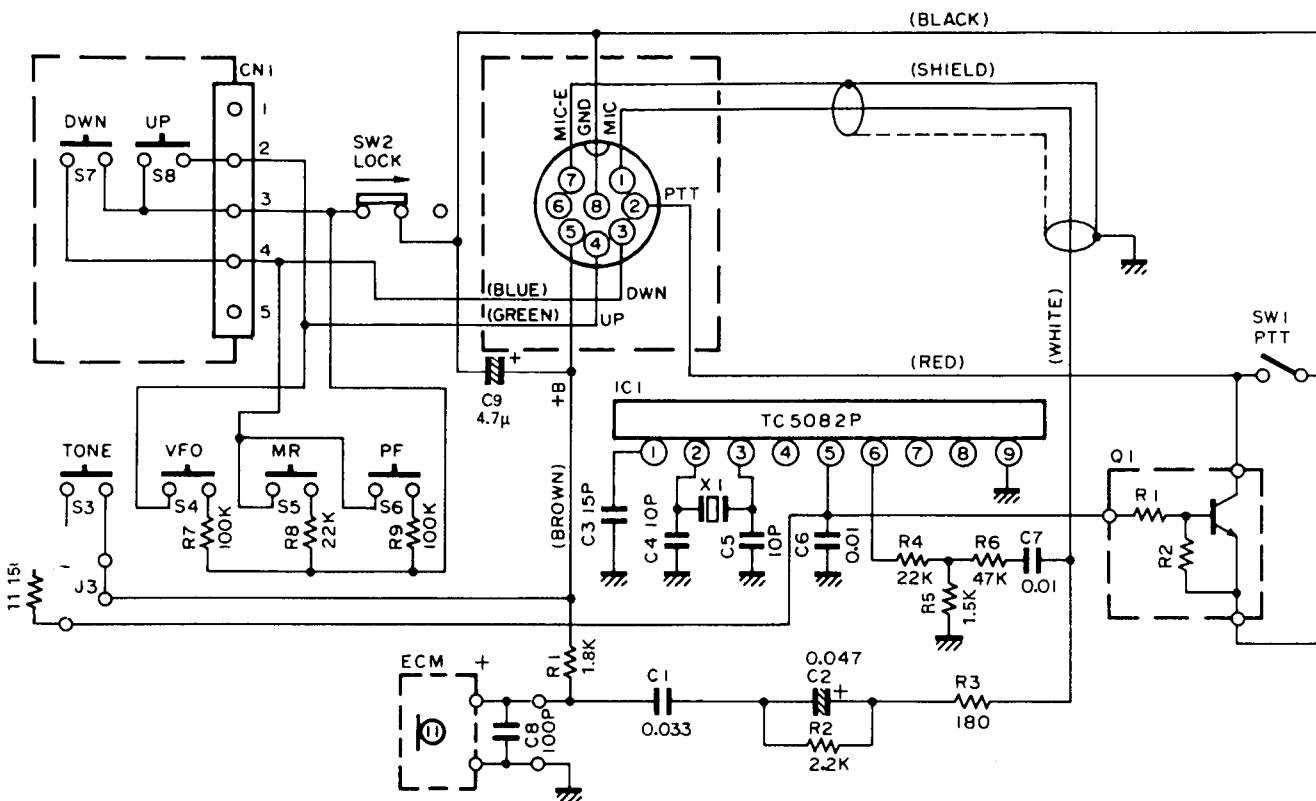 (BLACK)
CN1
(SHIELD)
1
DWN UP
MIC-E
GND
MIC
SW2
LOCK
2
S7 S8
3
7 1
6 8 2
5 4 3
PTT
4
(BLUE) DWN
5
(GREEN) UP
(WHITE)
SW1
PTT
(RED)
+
C9
4.7µ
+B
IC1
TC5082P
1 2 3 4 5 6 7 8 9
TONE VFO MR PF
S3 S4 S5 S6
R7
100K
R8
22K
R9
100K
(BROWN)
C3 15P
C4 10P
X1
C5
10P
C6
0.01
R4
22K
R6
47K
C7
0.01
R5
1.5K
Q1
R1
R2
J3
R1
1.8K
ECM +
C8
100P
C1
0.033
0.047
C2
+
R2
2.2K
R3
180